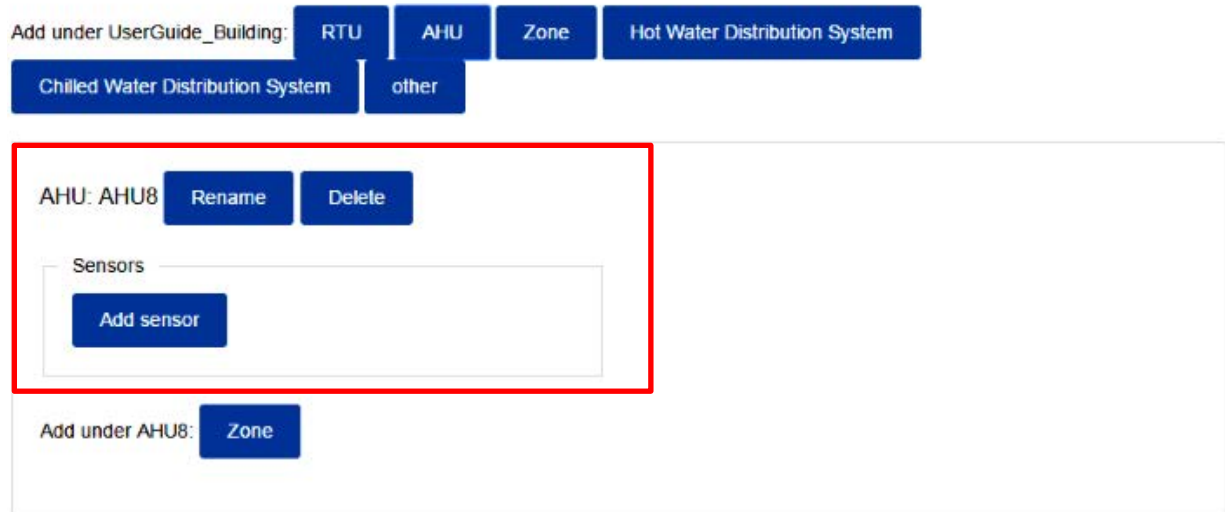 Add under UserGuide_Building: RTU AHU Zone Hot Water Distribution System
Chilled Water Distribution System other
AHU: AHU8 Rename Delete
Sensors
Add sensor
Add under AHU8: Zone